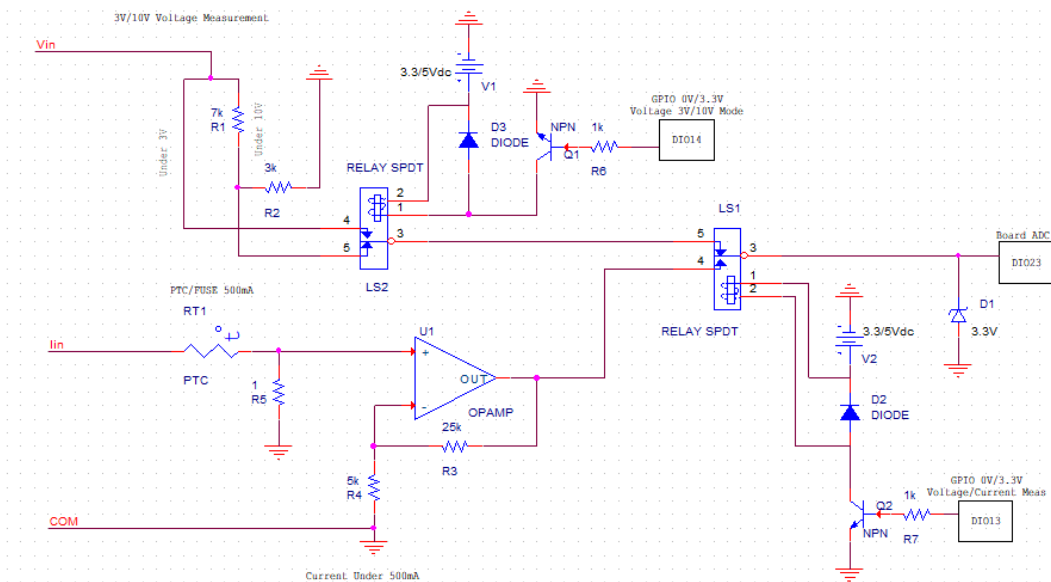 3V/10V Voltage Measurement
Vin
3.3/5Vdc
V1
GPIO 0V/3.3V
Voltage 3V/10V Mode
7k
R1
Under 3V
Under 10V
D3
DIODE
NPN
Q1
1k
R6
DIO14
3k
R2
RELAY SPDT
2
1
4
5
3
LS2
LS1
5
4
3
1
2
RELAY SPDT
Board ADC
DIO23
D1
3.3V
PTC/FUSE 500mA
RT1
t
Iin
PTC
1
R5
U1
+
-
OUT
OPAMP
3.3/5Vdc
V2
D2
DIODE
25k
R3
5k
R4
GPIO 0V/3.3V
Voltage/Current Meas
Q2
NPN
1k
R7
DIO13
COM
Current Under 500mA